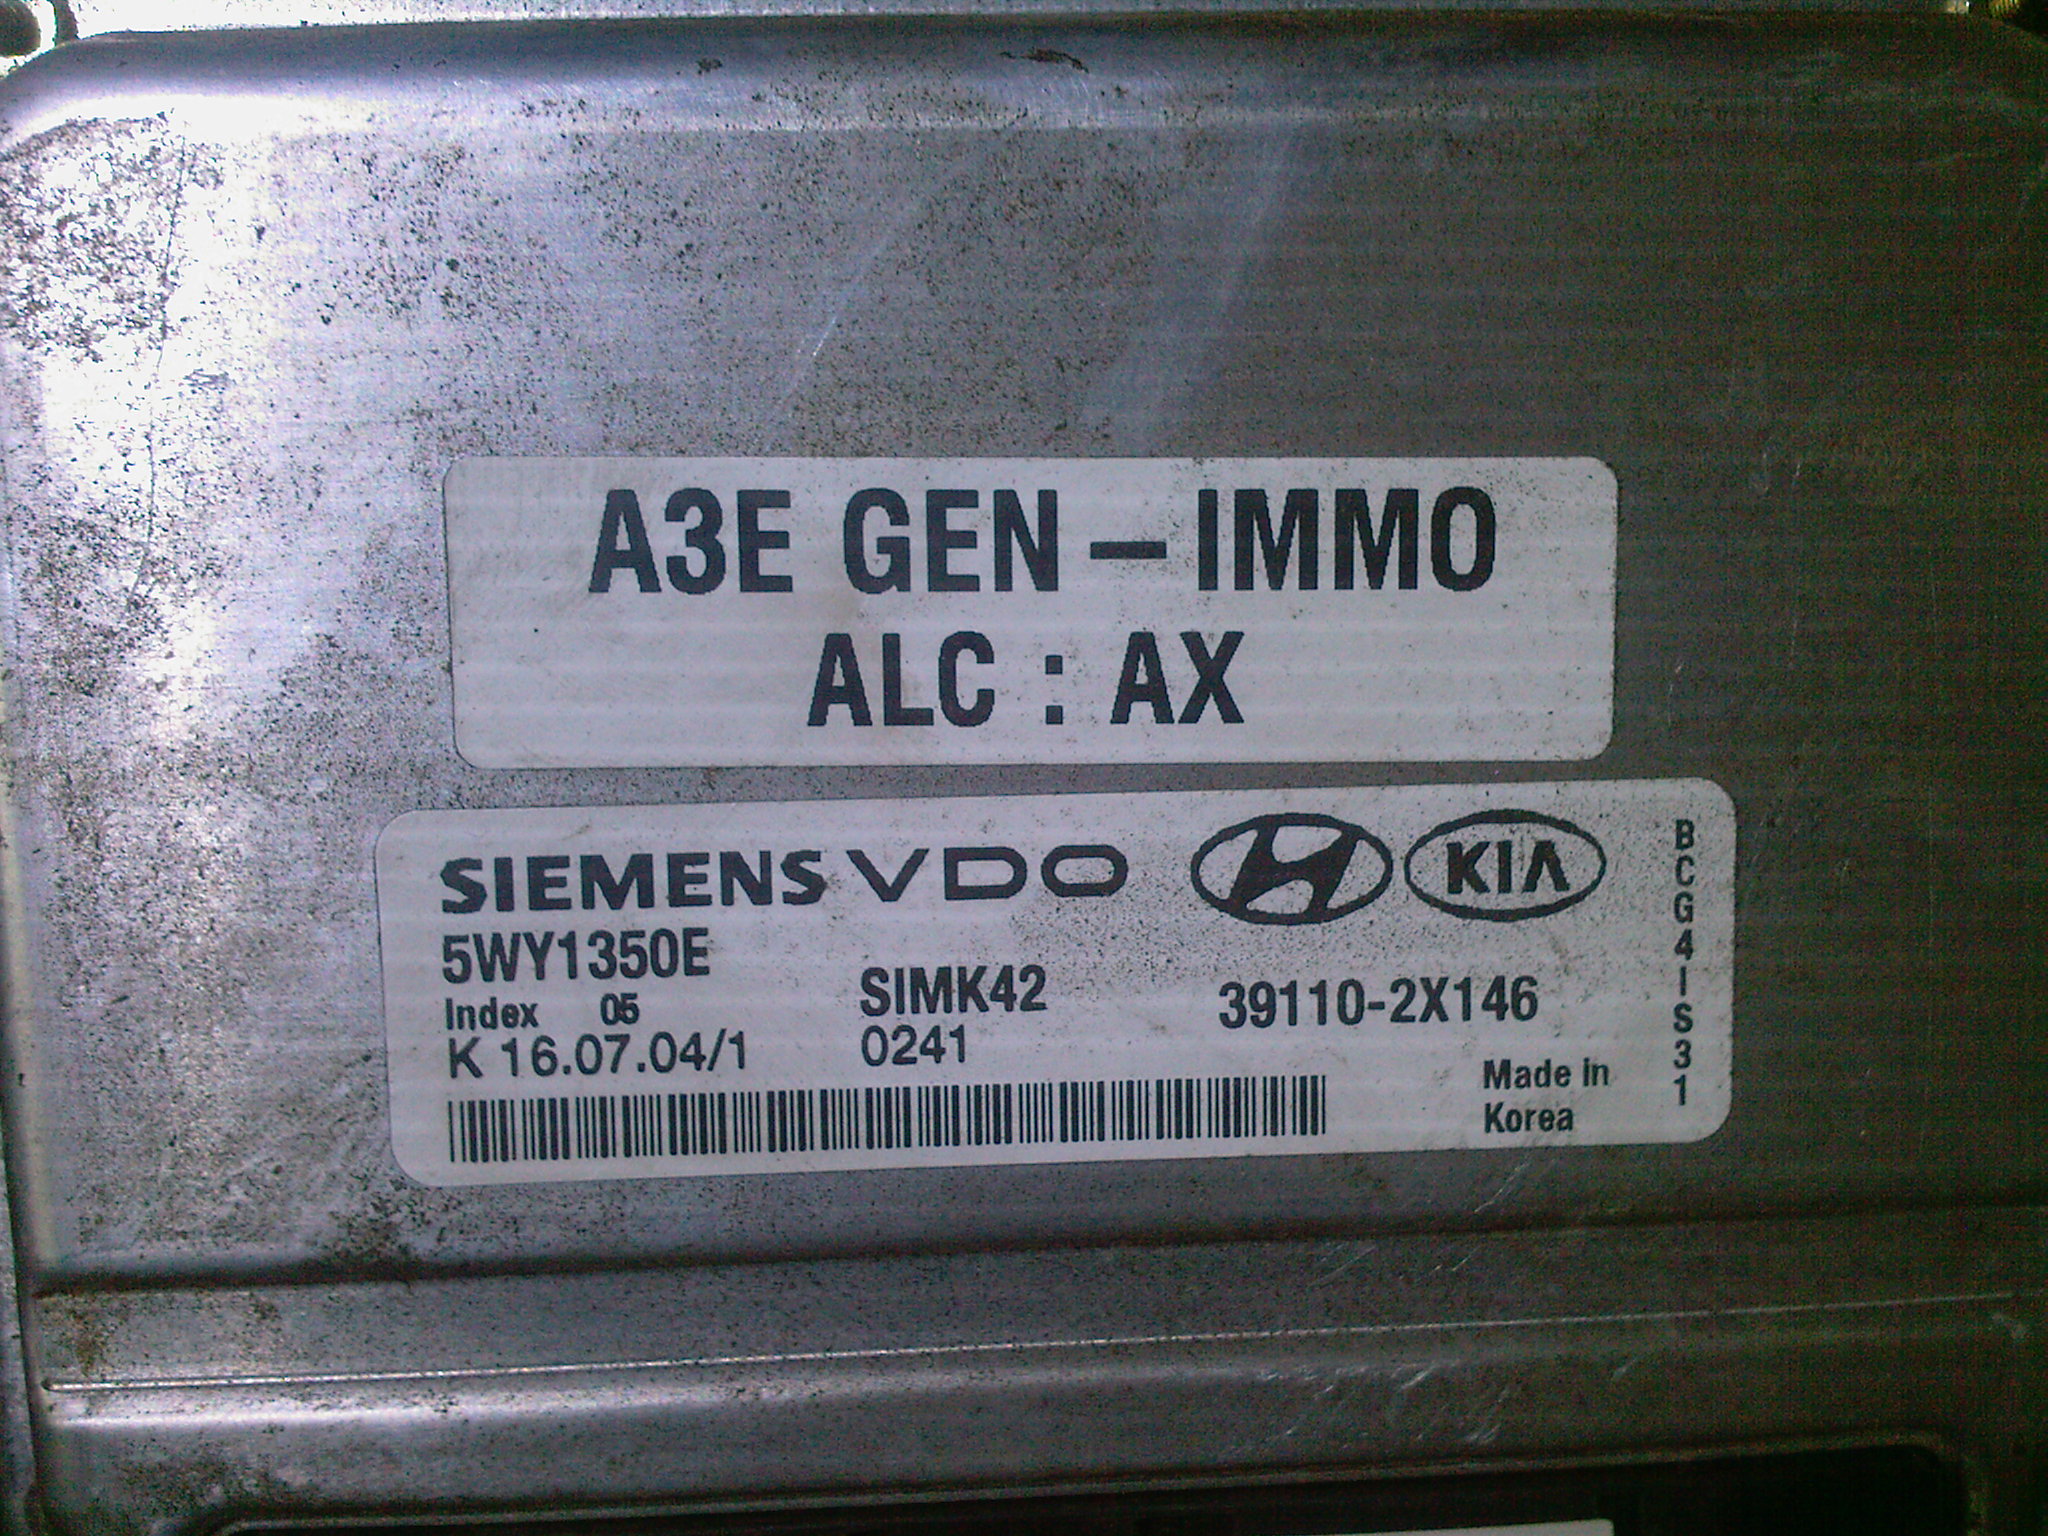 A3E GEN – IMMO
ALC : AX
SIEMENS VDO KIA
5WY1350E
SIMK42
39110-2X146
Index 05
K 16.07.04/1
0241
Made in
Korea
BCG4IS31